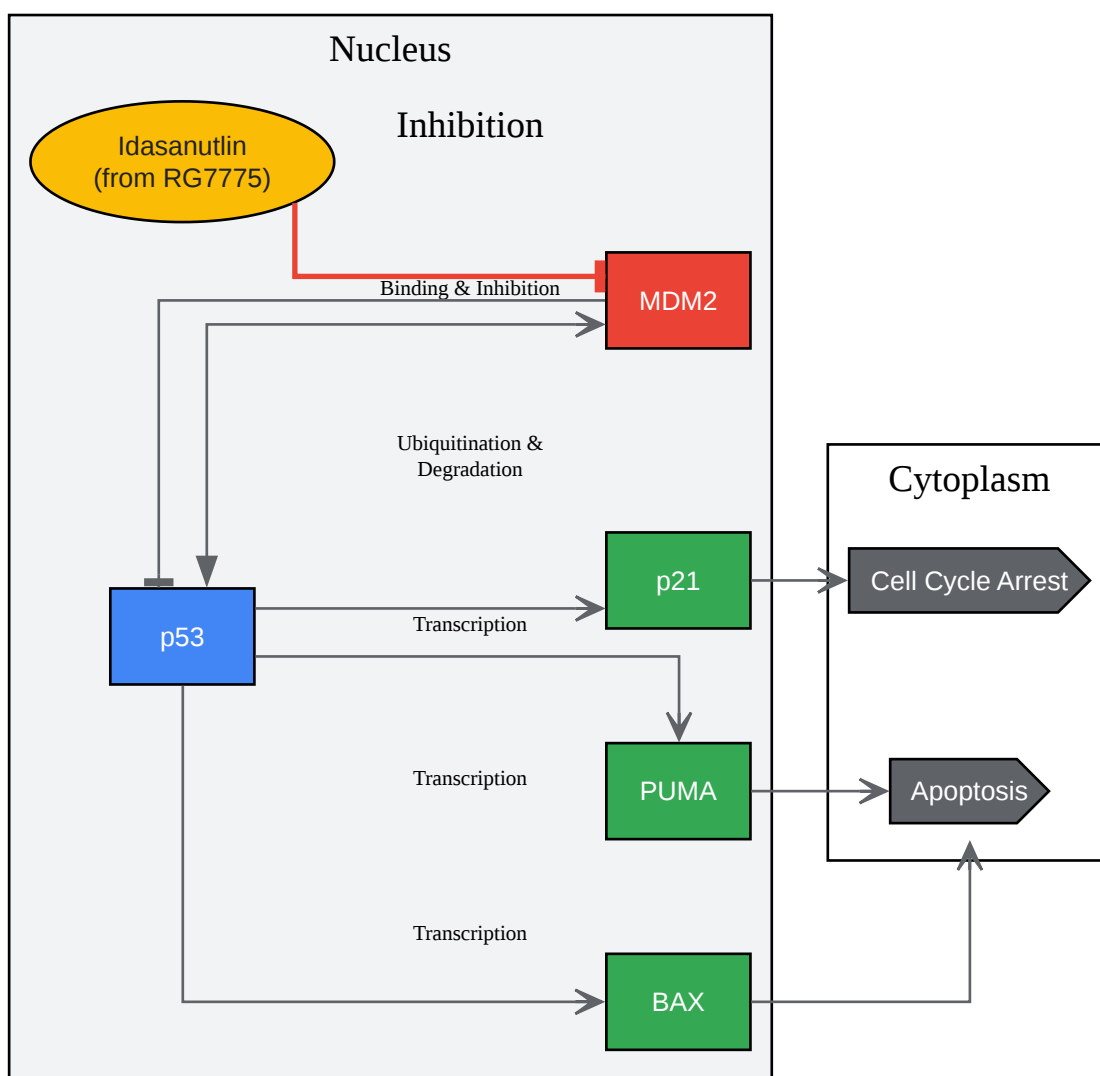 Nucleus
Inhibition
Idasanutlin
(from RG7775)
Binding & Inhibition
MDM2
Ubiquitination &
Degradation
Cytoplasm
p21
Cell Cycle Arrest
Transcription
p53
Transcription
PUMA
Apoptosis
Transcription
BAX